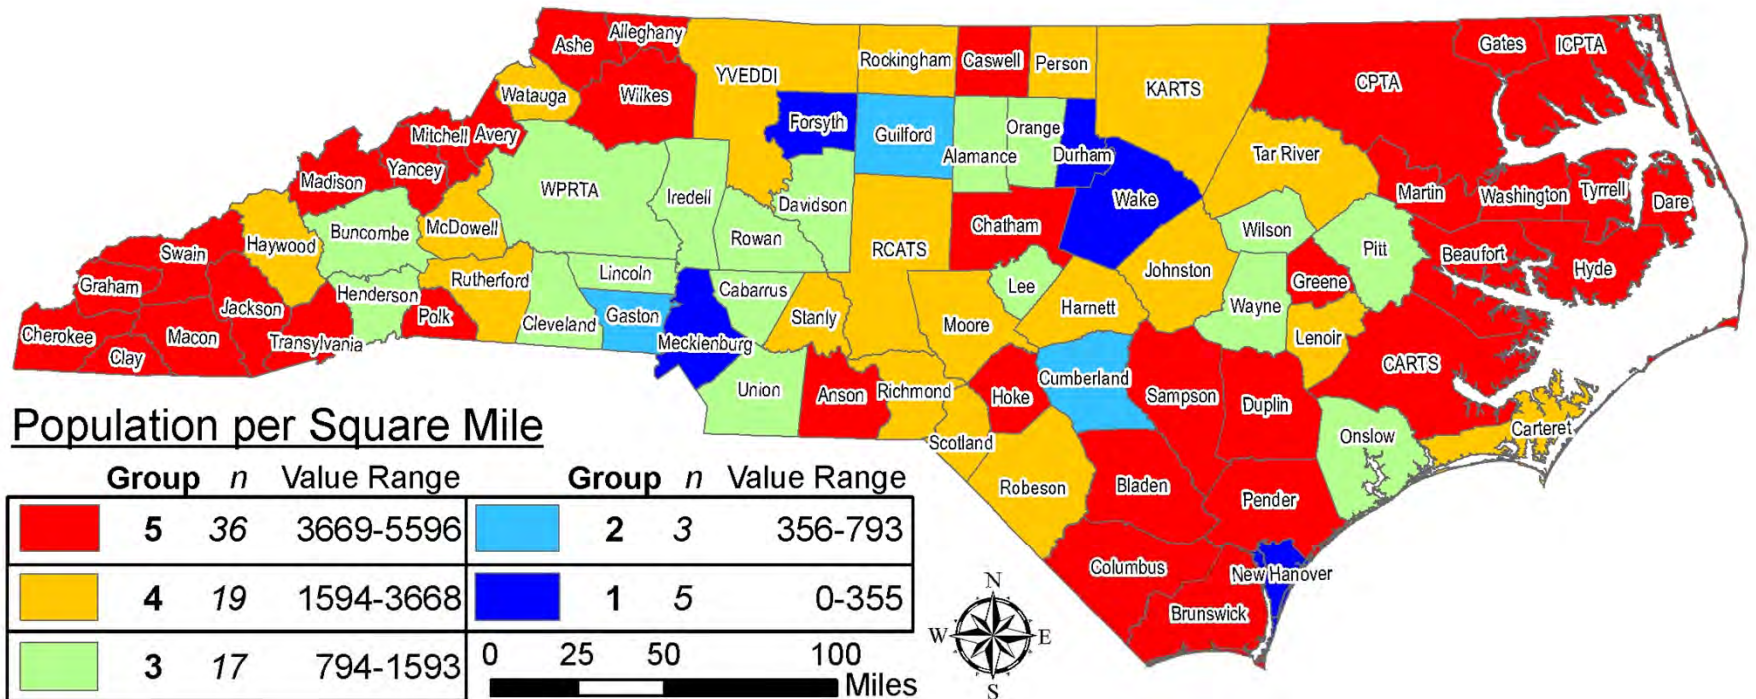 Ashe
Alleghany
Gates
ICPTA
Rockingham
Caswell
Person
YVEDDI
CPTA
KARTS
Watauga
Wilkes
Forsyth
Guilford
Orange
Mitchell
Avery
Alamance
Durham
Tar River
Yancey
Madison
WPRTA
Iredell
Davidson
Wake
Martin
Washington
Tyrrell
Dare
McDowell
Buncombe
Haywood
Rowan
Chatham
Wilson
Pitt
Swain
RCATS
Beaufort
Hyde
Graham
Rutherford
Lincoln
Johnston
Greene
Henderson
Cabarrus
Lee
Jackson
Polk
Gaston
Stanly
Harnett
Wayne
Cleveland
Moore
Cherokee
Macon
Transylvania
Mecklenburg
Lenoir
Clay
CARTS
Union
Anson
Richmond
Hoke
Cumberland
Sampson
Duplin
Scotland
Onslow
Carteret
Robeson
Bladen
Pender
Columbus
New Hanover
Brunswick
Population per Square Mile
Group n Value Range Group n Value Range
5 36 3669-5596 2 3 356-793
4 19 1594-3668 1 5 0-355
3 17 794-1593
0 25 50 100
Miles
N
W E
S